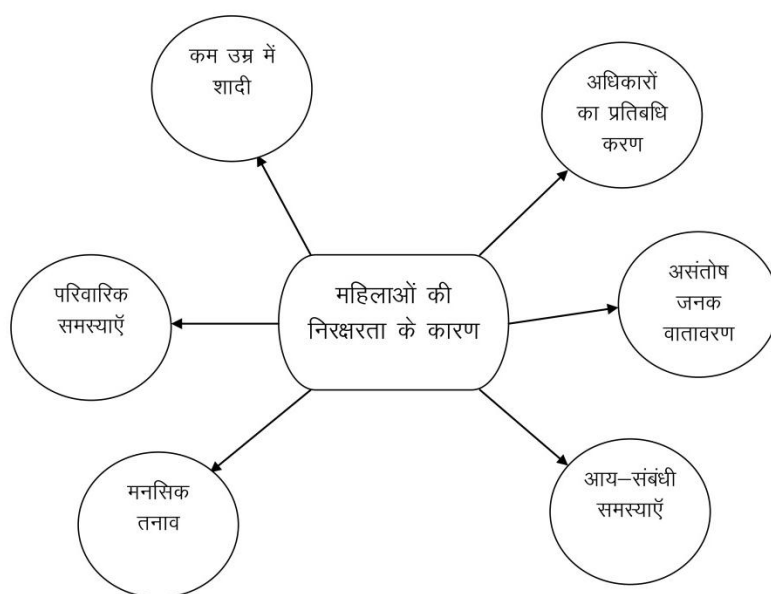 कम उम्र में
शादी
अधिकारों
का प्रतिबधि
करण
परिवारिक
समस्याऍ
महिलाओं की
निरक्षरता के कारण
असंतोष
जनक
वातावरण
मनसिक
तनाव
आय–संबंधी
समस्याऍ